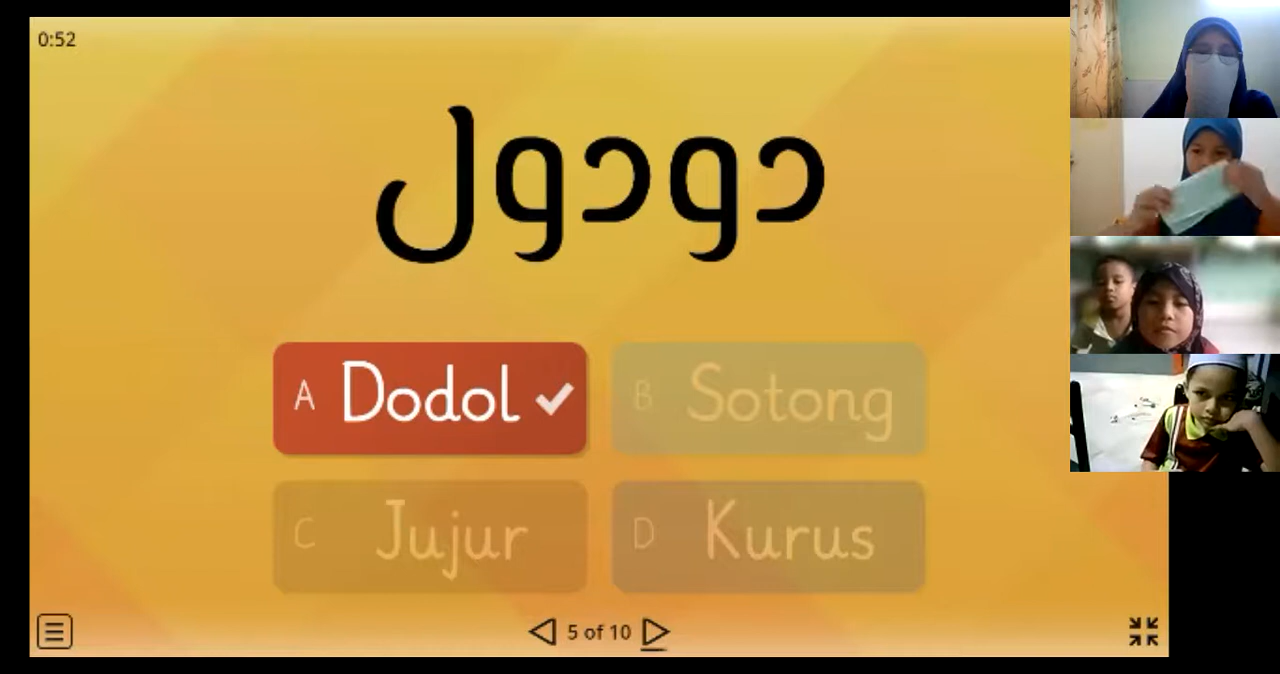 0:52
دودول
A Dodol
B Sotong
C Jujur
D Kurus
5 of 10